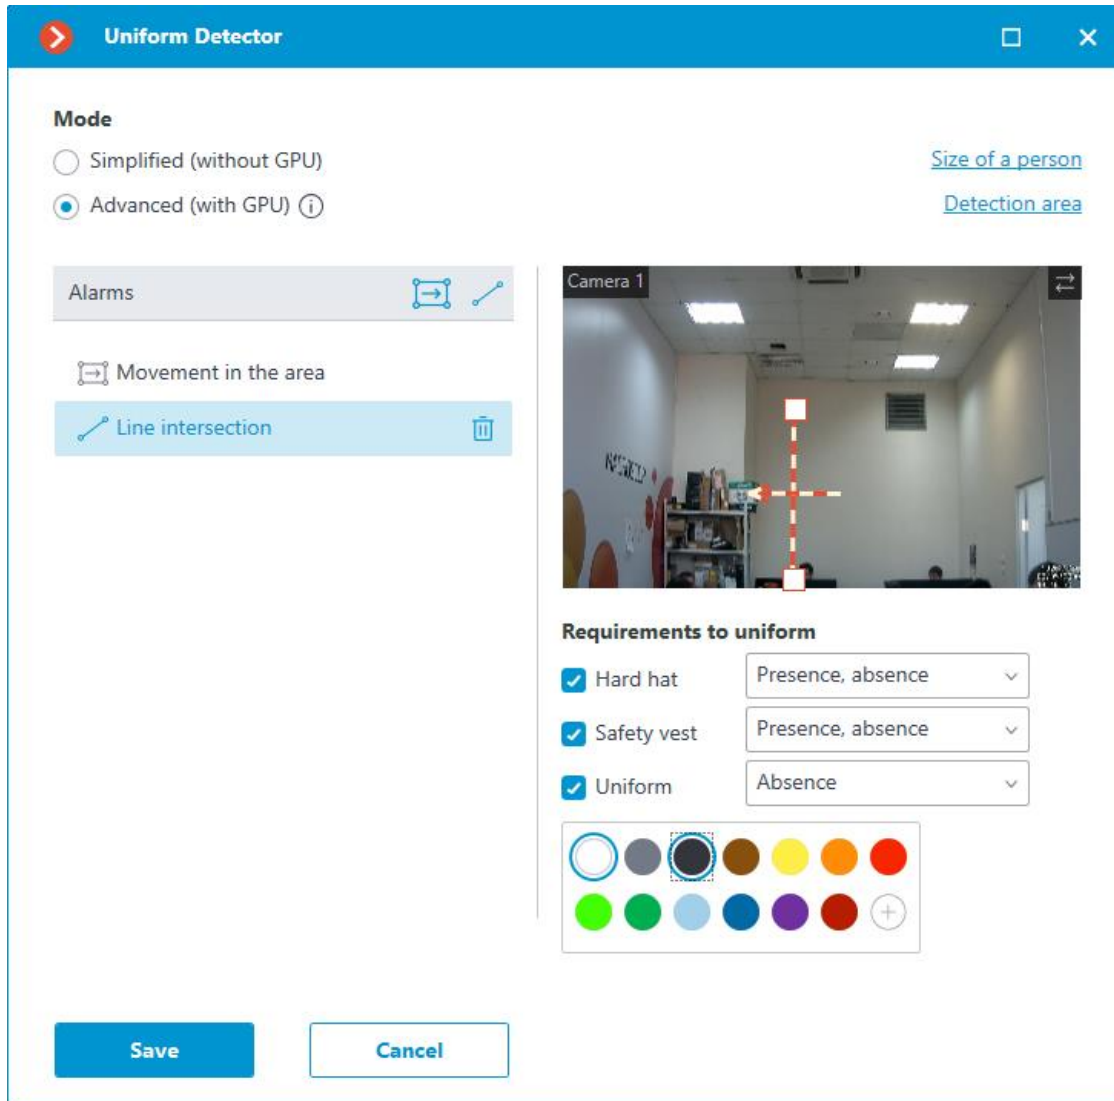 Uniform Detector
Mode
Simplified (without GPU)
Size of a person
Advanced (with GPU)
Detection area
Alarms
Camera 1
Movement in the area
Line intersection
Requirements to uniform
Hard hat
Presence, absence
Safety vest
Presence, absence
Uniform
Absence
Save
Cancel